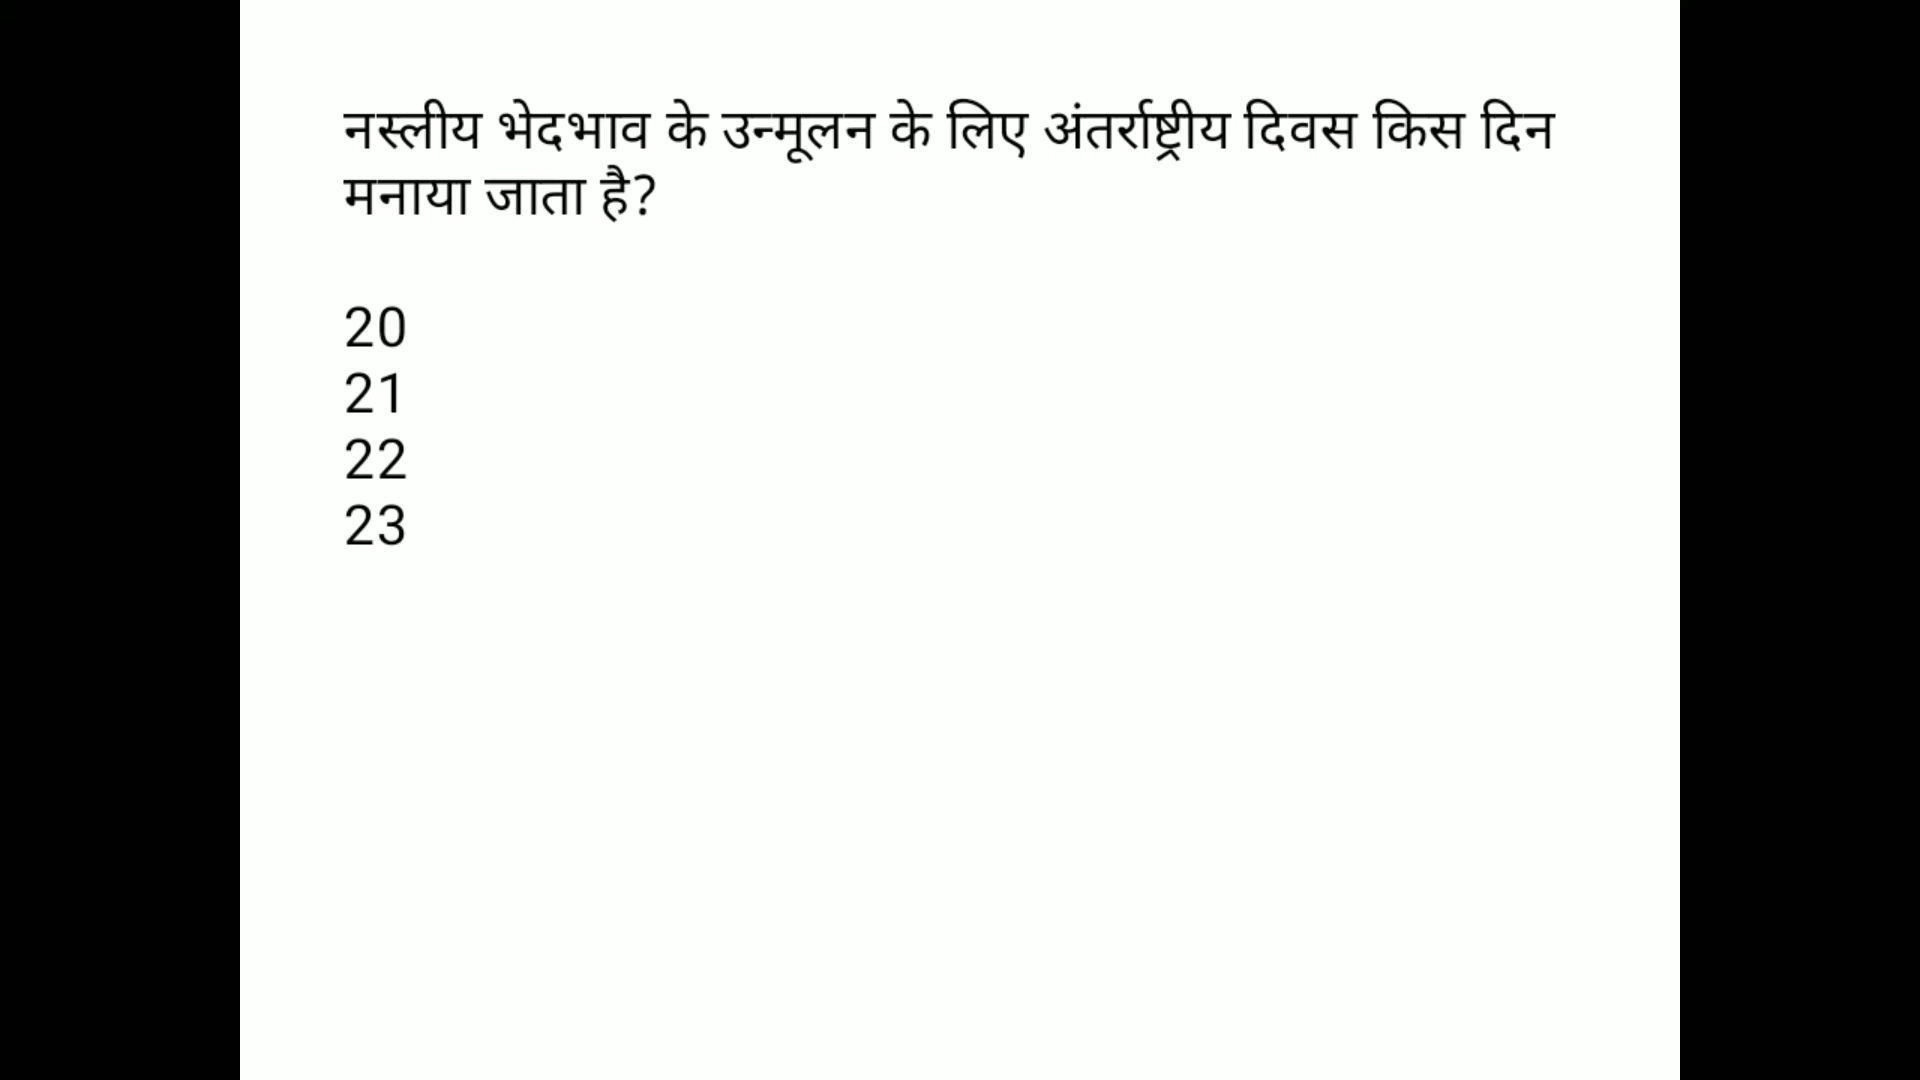 नस्लीय भेदभाव के उन्मूलन के लिए अंतर्राष्ट्रीय दिवस किस दिन
मनाया जाता है?
20
21
22
23